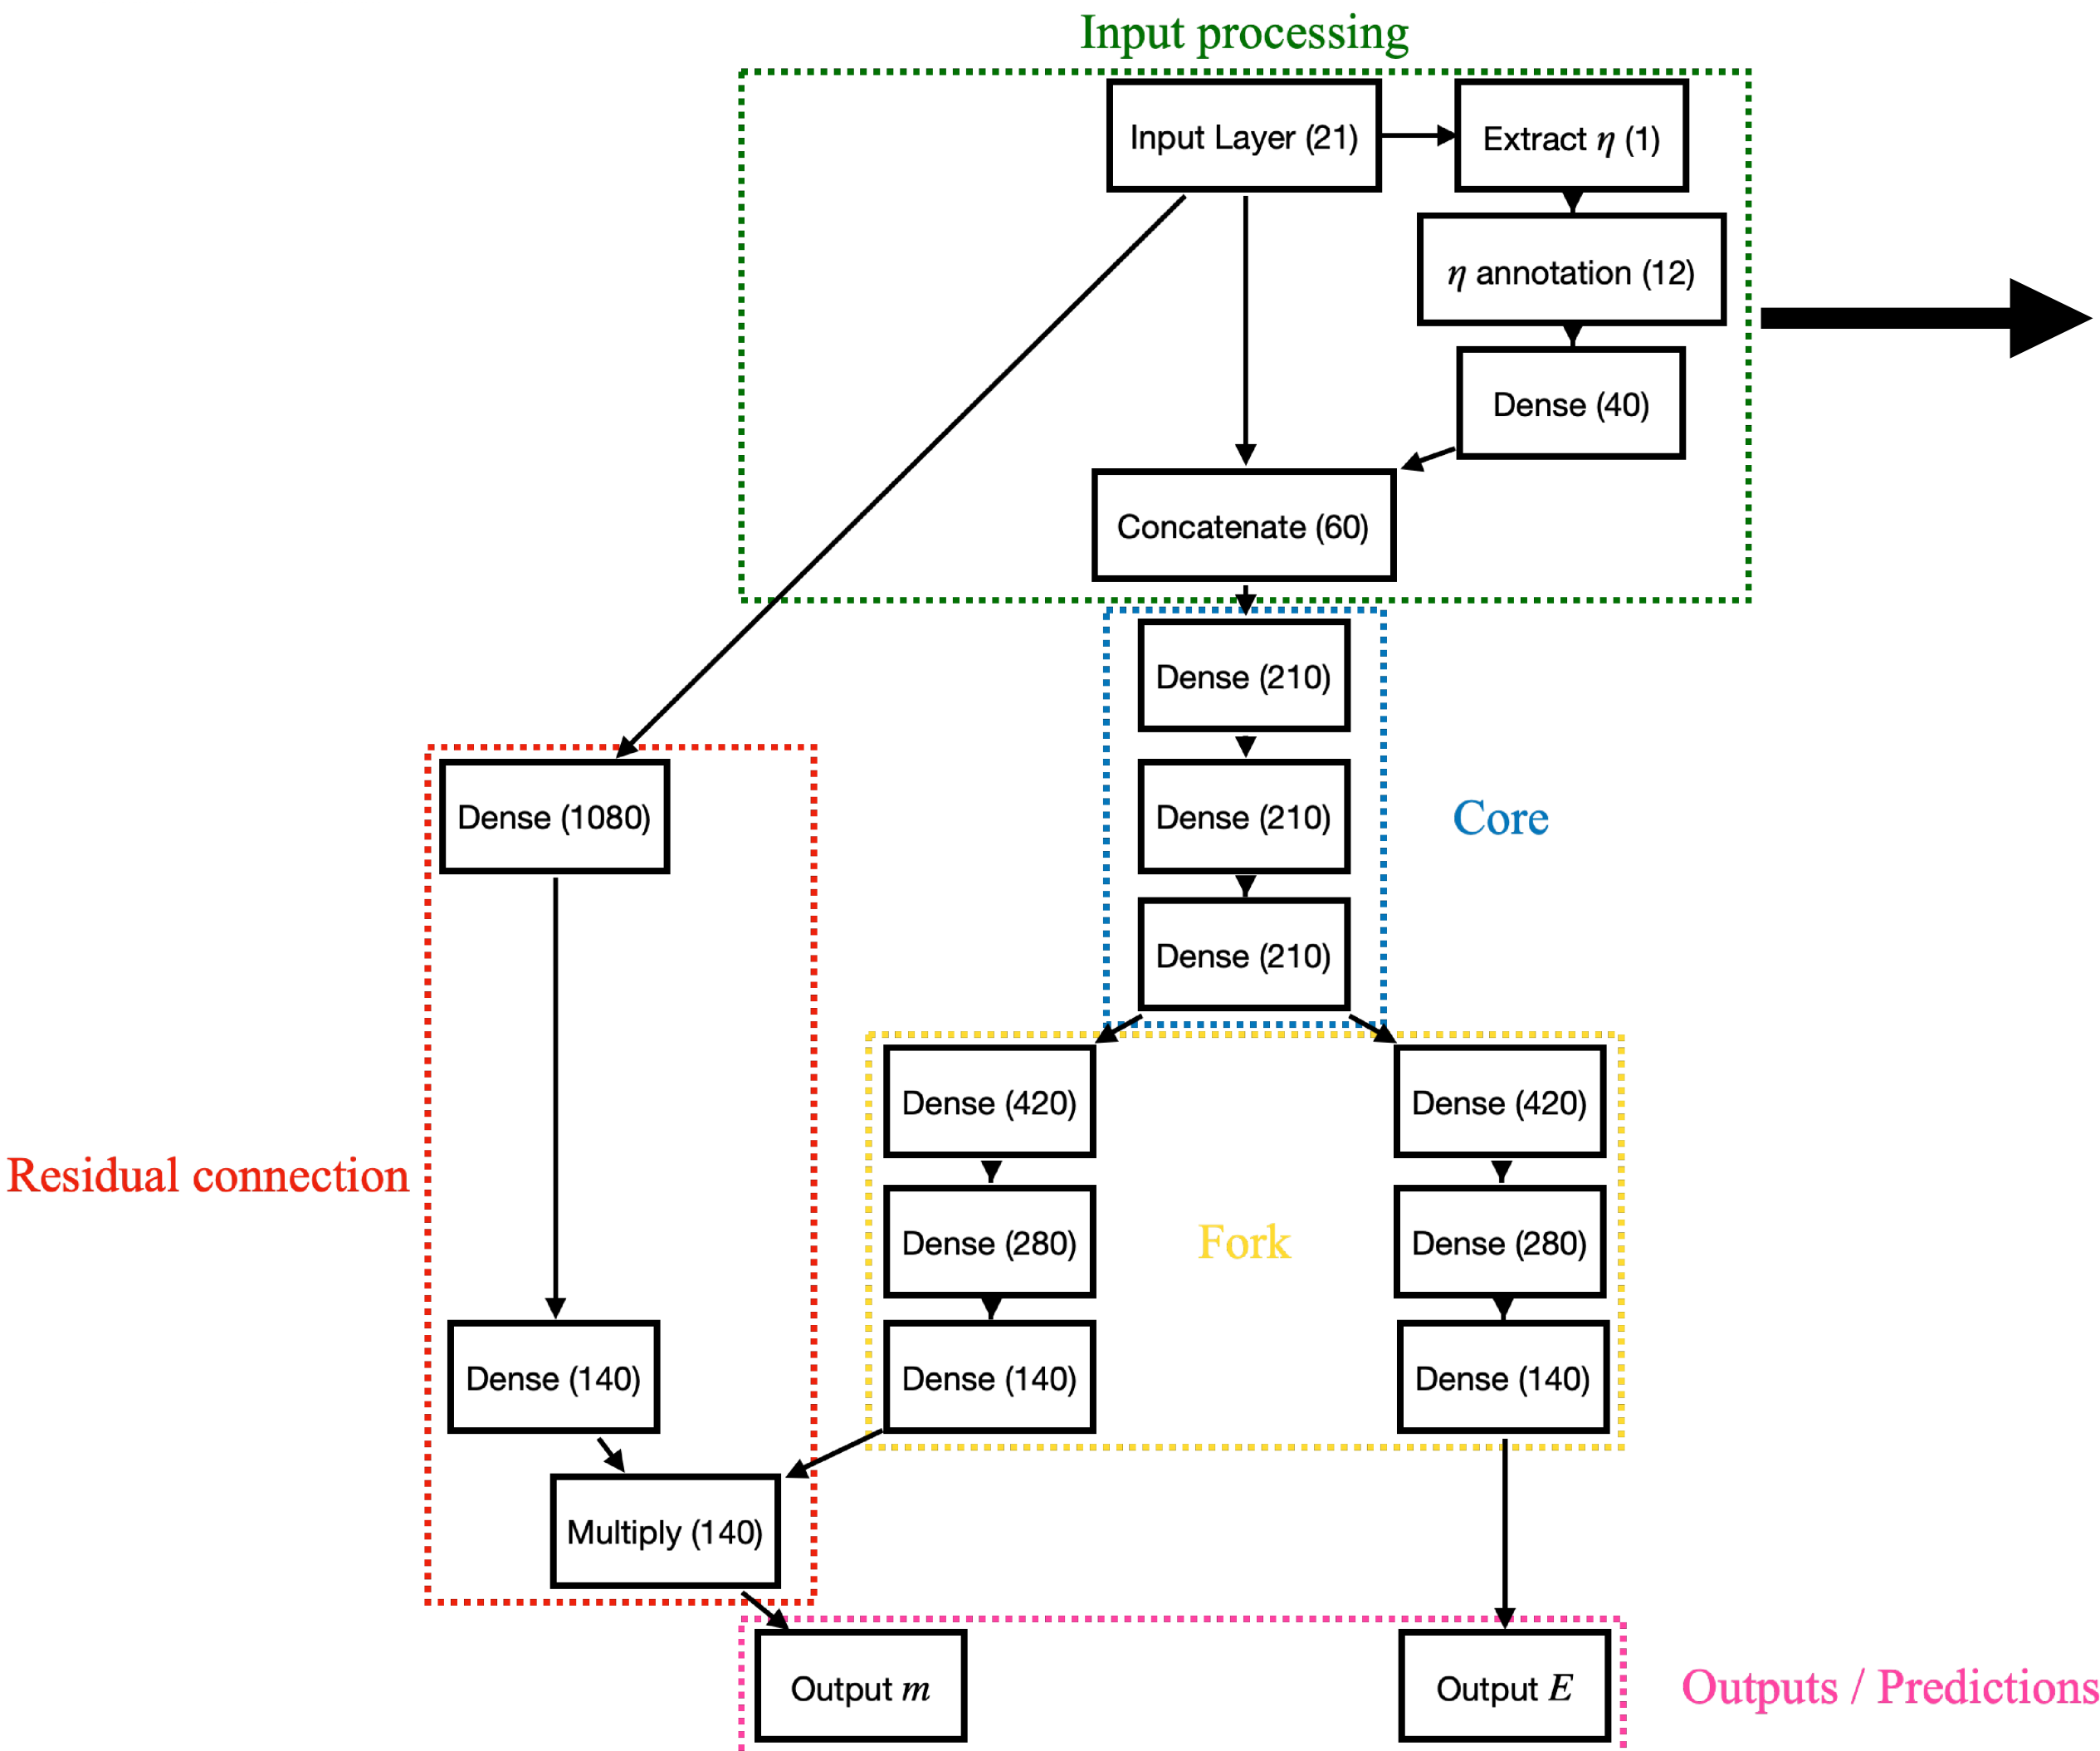 Input processing
Input Layer (21)
Extract η (1)
η annotation (12)
Dense (40)
Concatenate (60)
Dense (210)
Dense (1080)
Dense (210)
Core
Dense (210)
Dense (420)
Dense (420)
Residual connection
Dense (280)
Fork
Dense (280)
Dense (140)
Dense (140)
Dense (140)
Multiply (140)
Output m
Output E
Outputs / Predictions